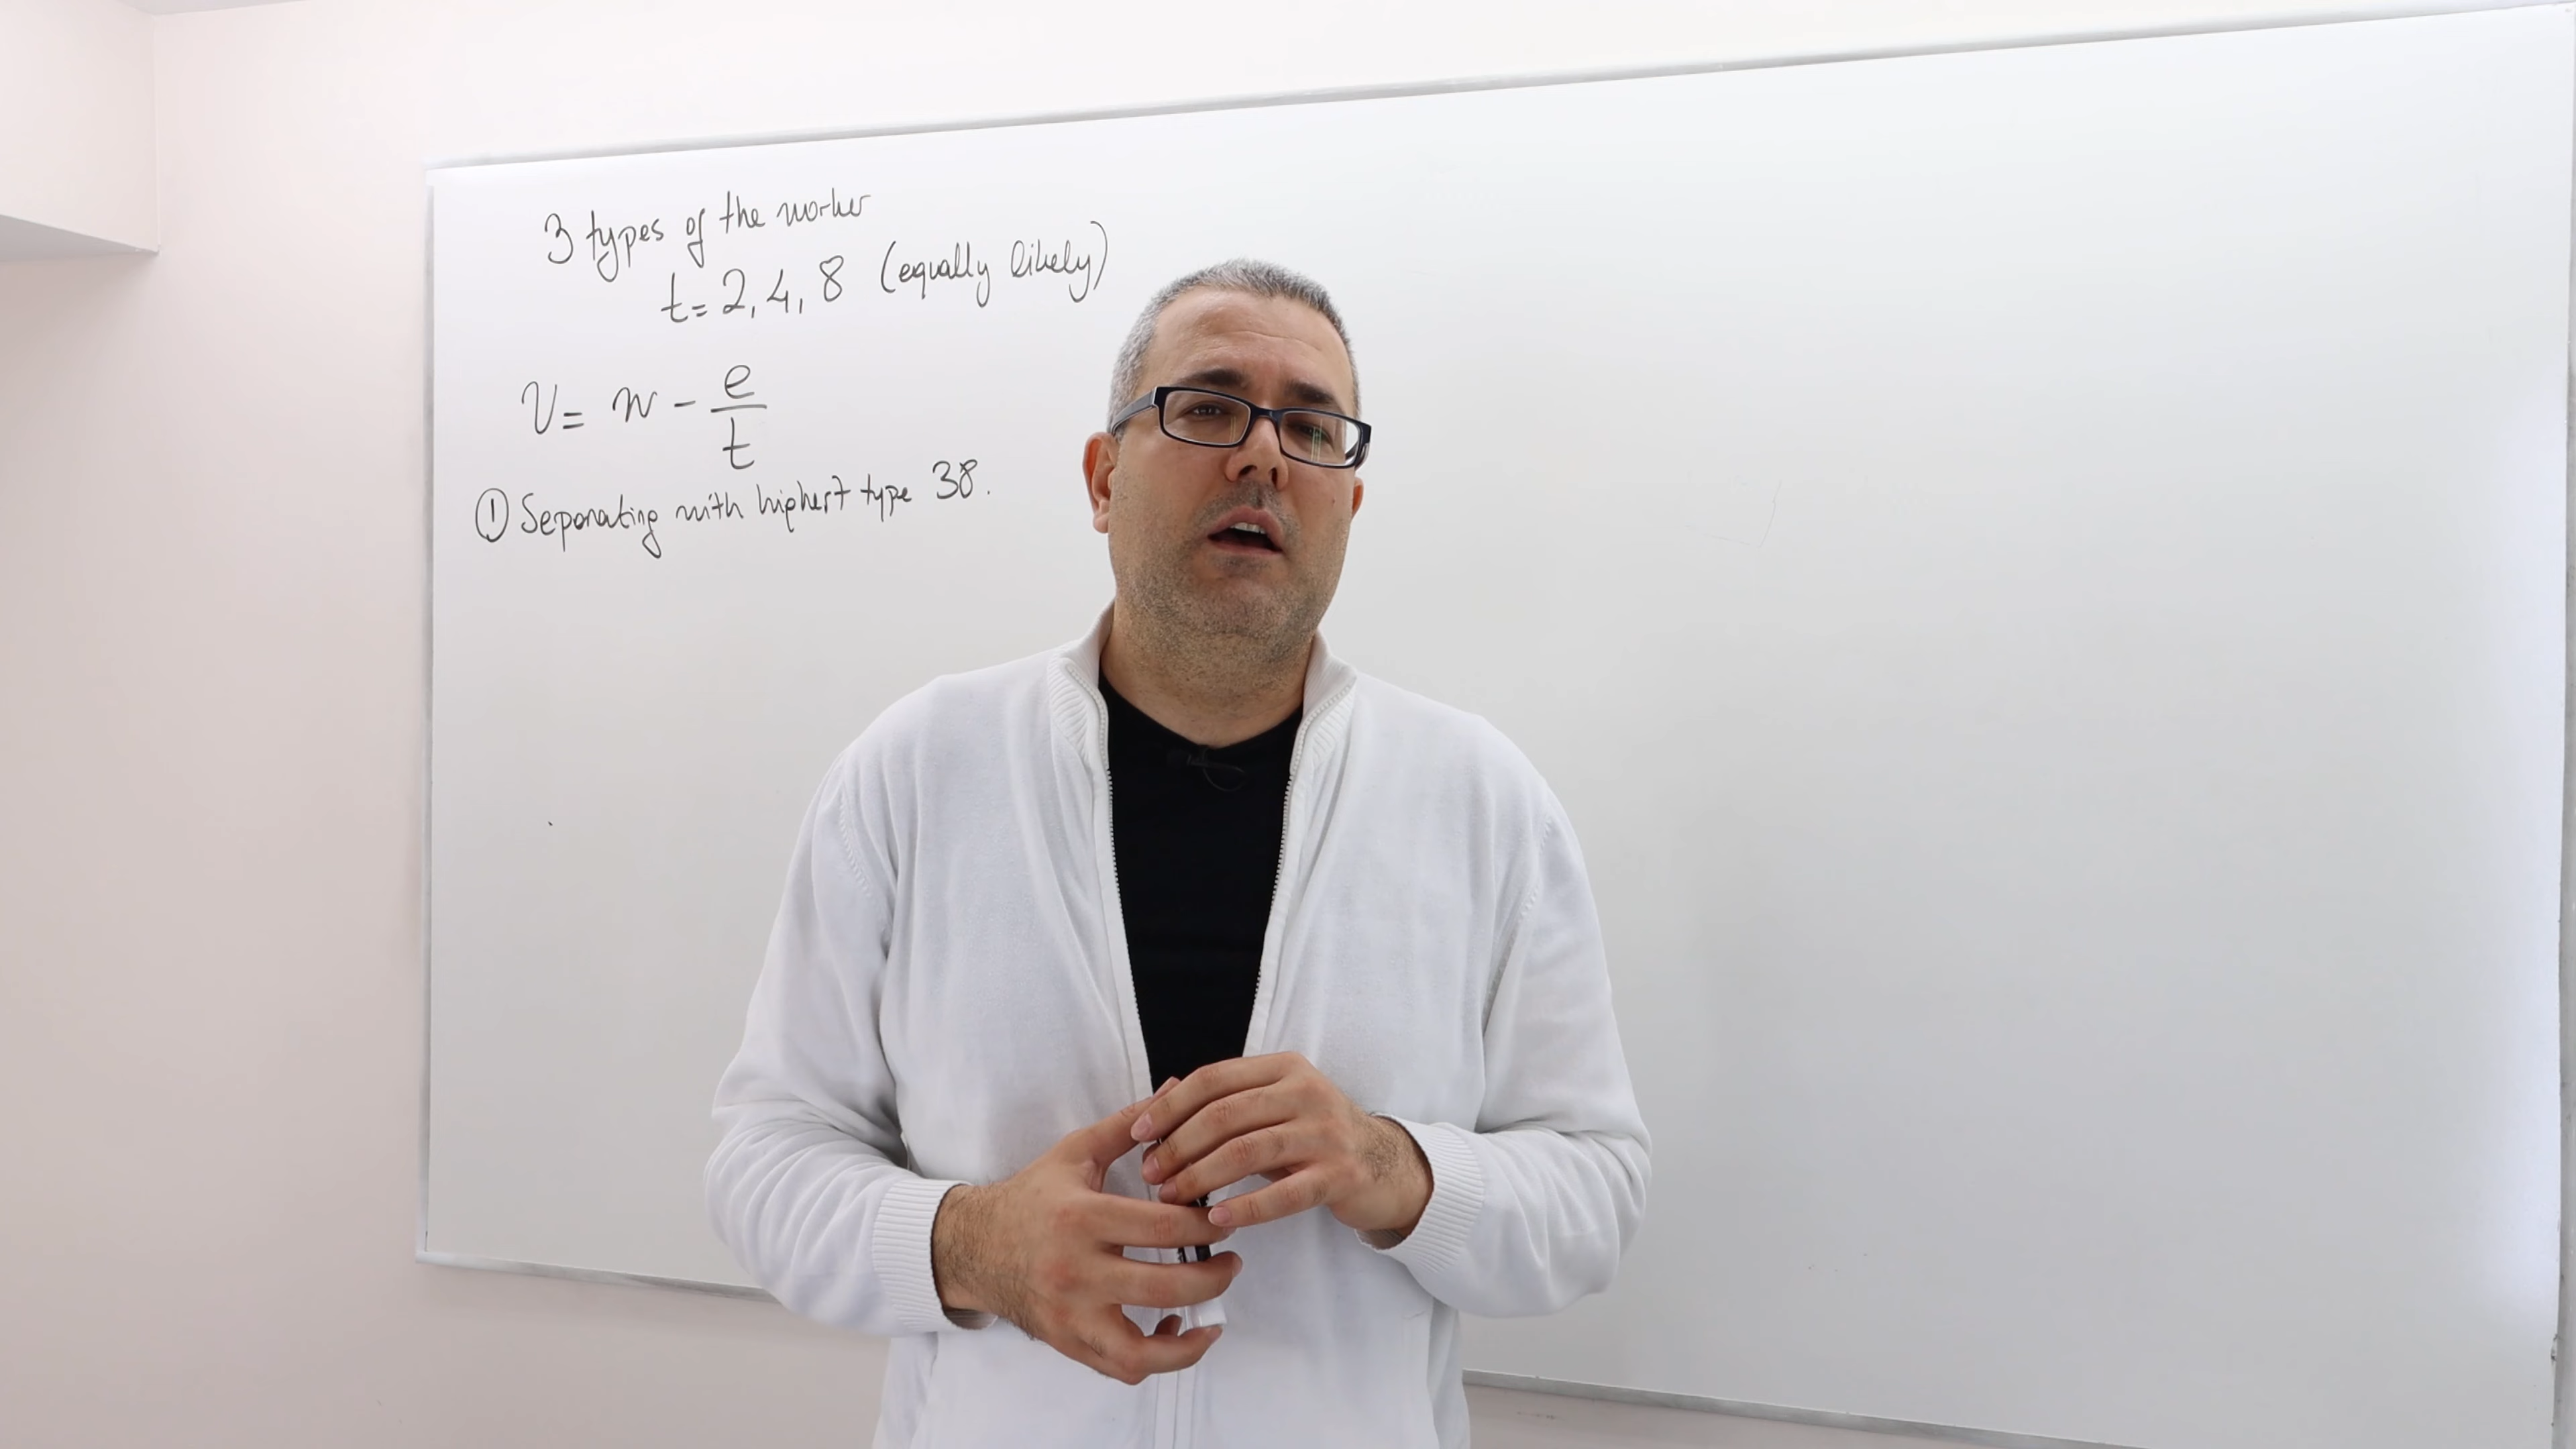 3 types of the worker
t = 2, 4, 8 (equally likely)
U = w - e/t
① Separating with highest type 38.